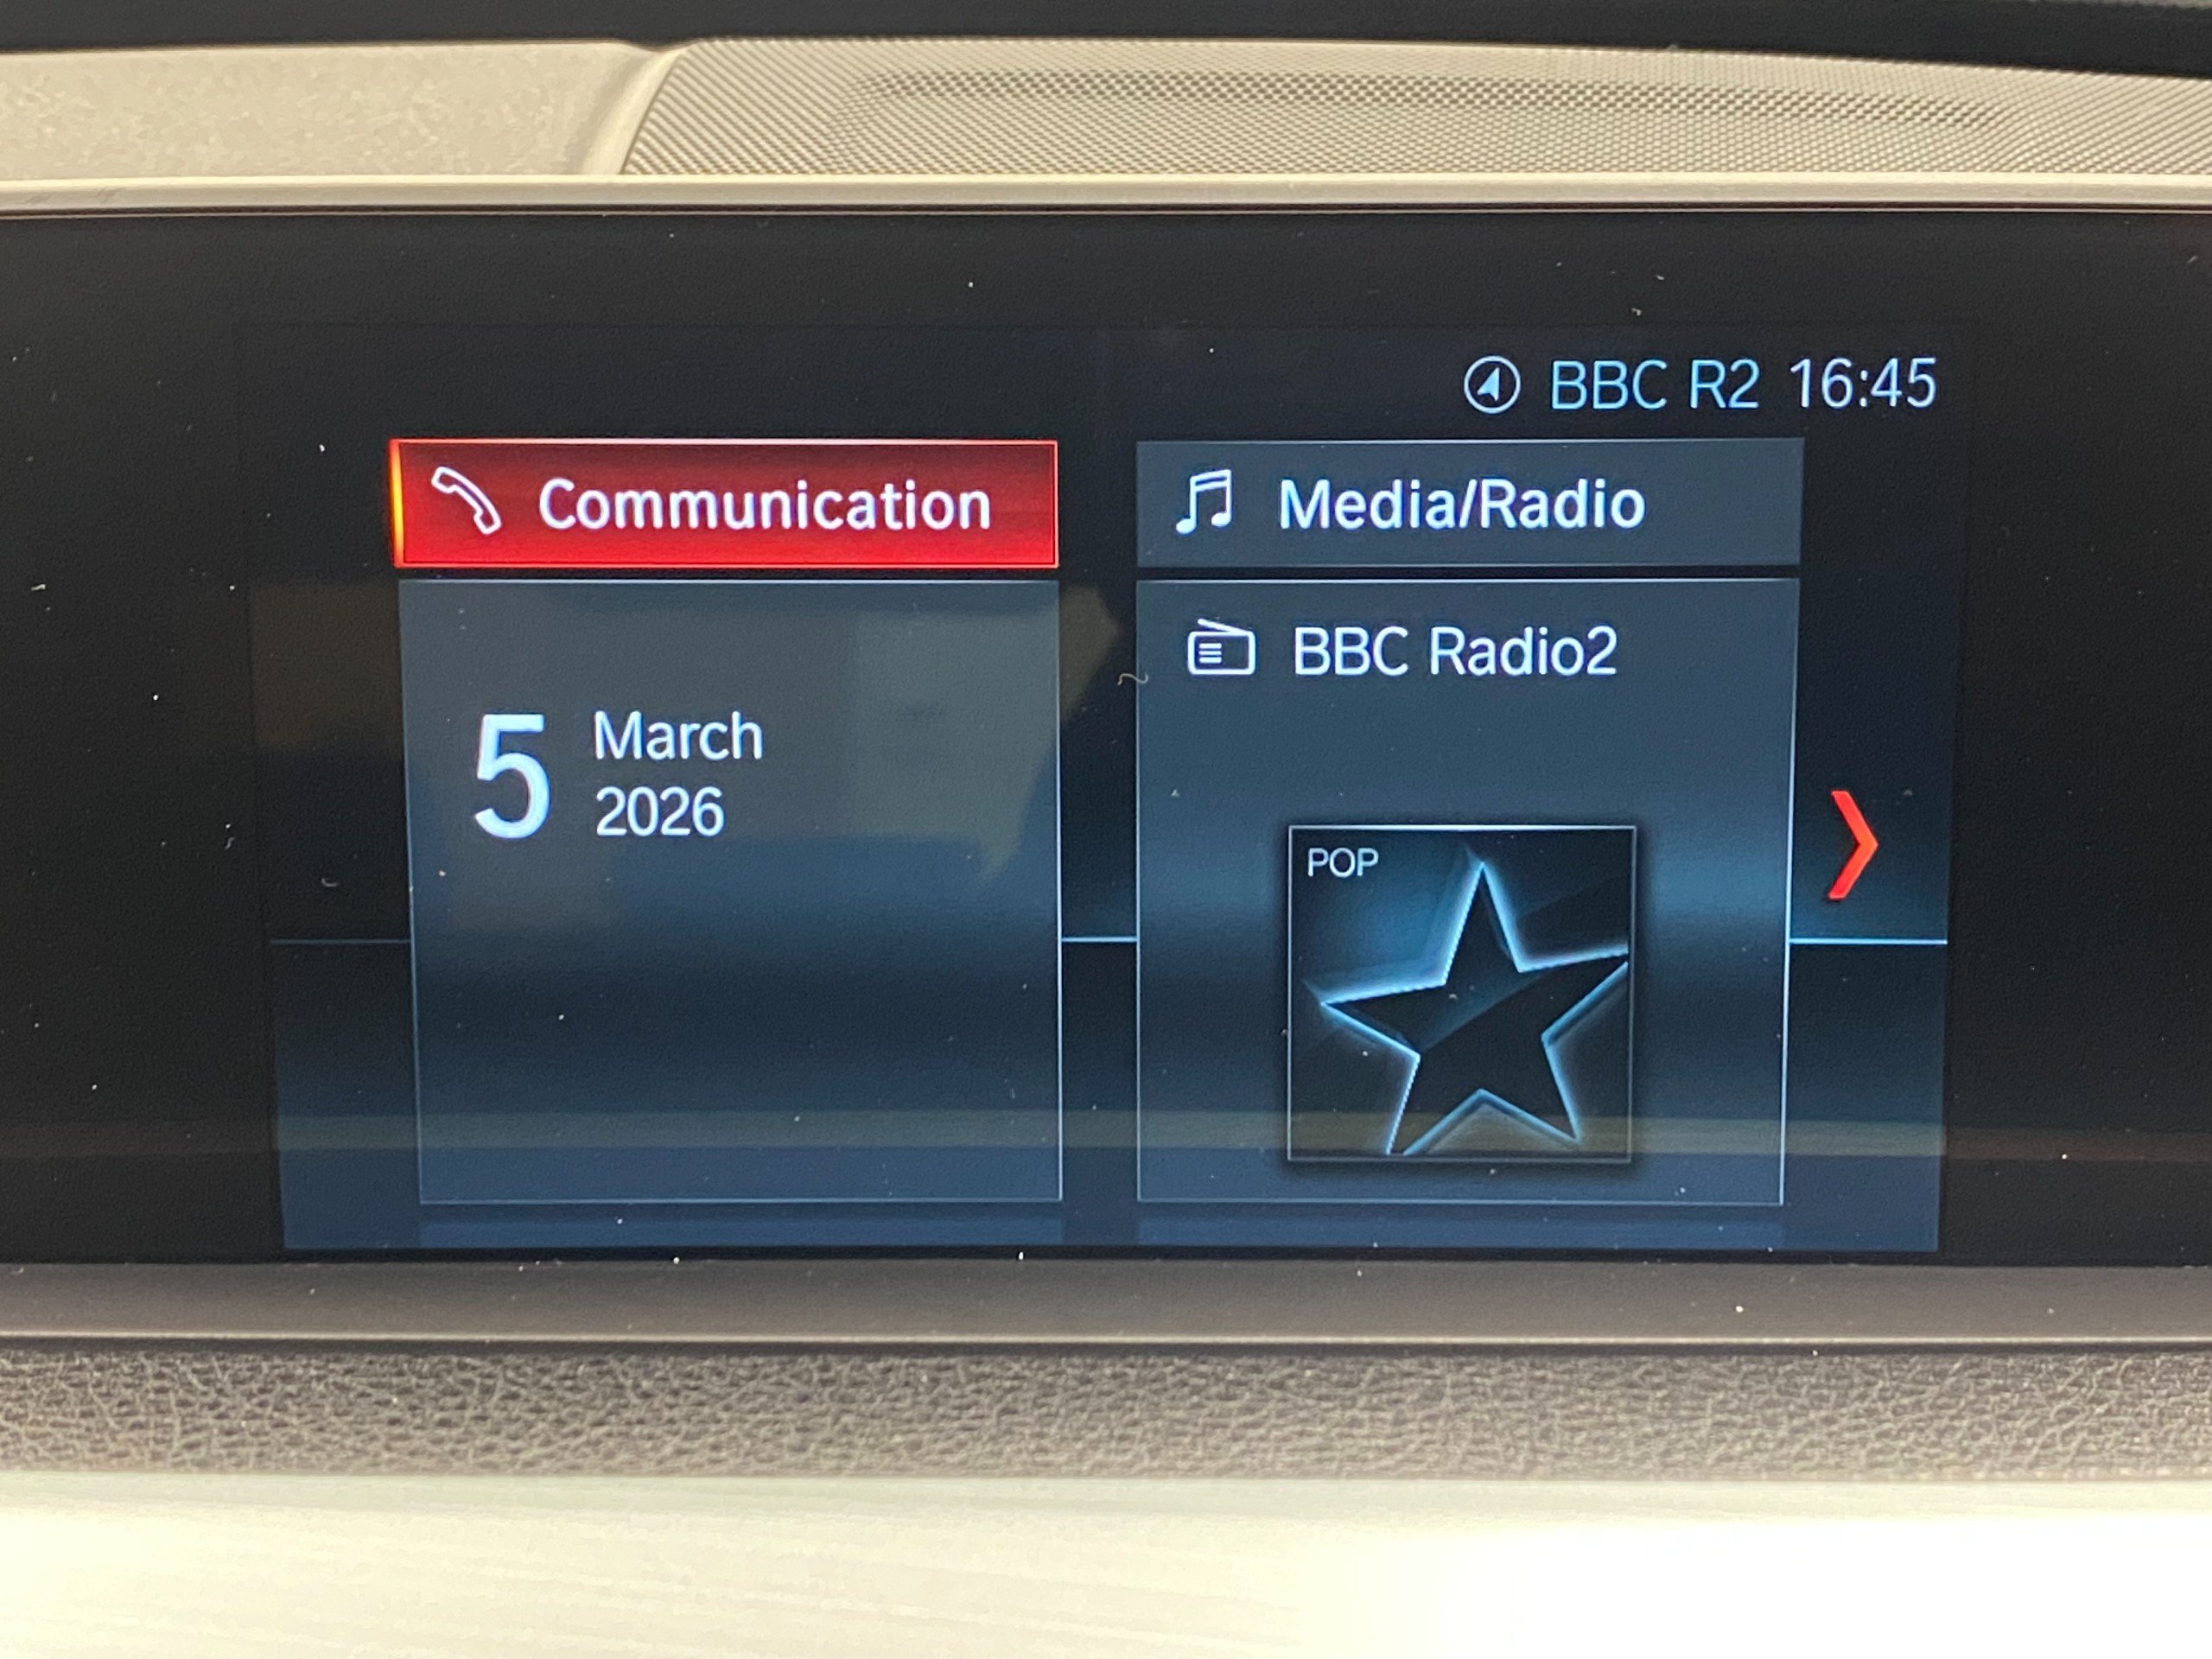 BBC R2 16:45
Communication
Media/Radio
5 March
2026
BBC Radio2
POP